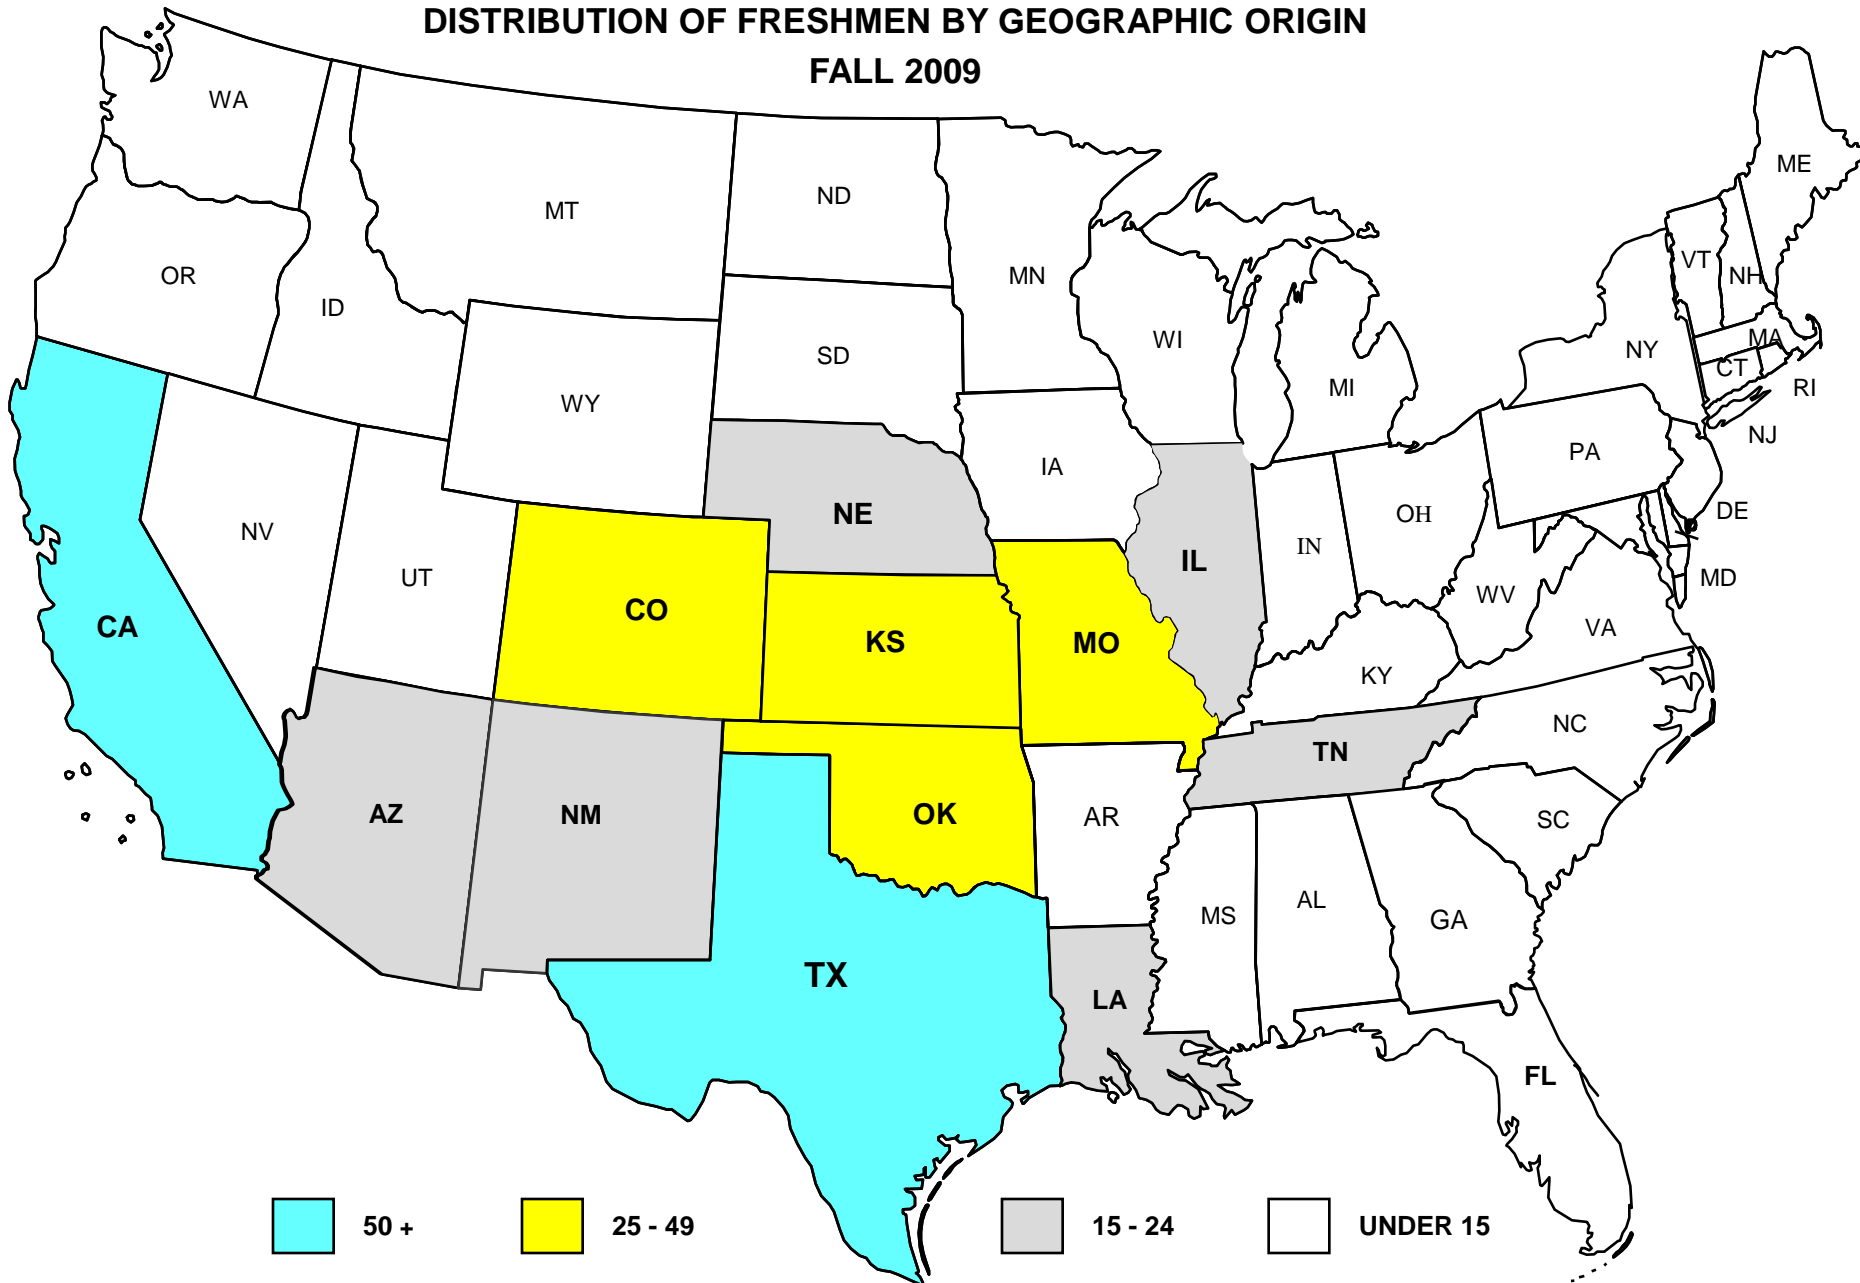 DISTRIBUTION OF FRESHMEN BY GEOGRAPHIC ORIGIN
FALL 2009
WA
ME
MT
ND
VT
NH
OR
ID
MN
WI
SD
MI
NY
MA
CT
RI
WY
NJ
IA
PA
NE
NV
OH
DE
IN
IL
UT
MD
WV
CO
CA
KS
MO
VA
KY
NC
TN
AZ
NM
OK
AR
SC
MS
AL
GA
TX
LA
FL
50 +
25 - 49
15 - 24
UNDER 15